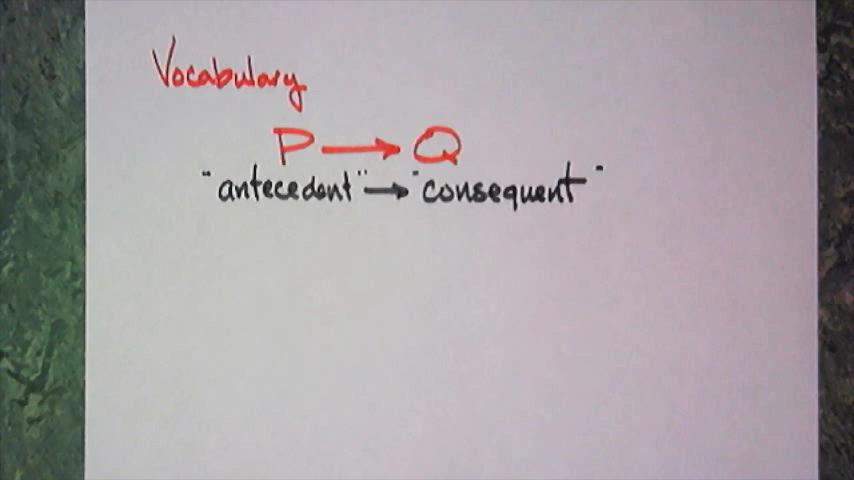 Vocabulary
P → Q
"antecedent" → "consequent"